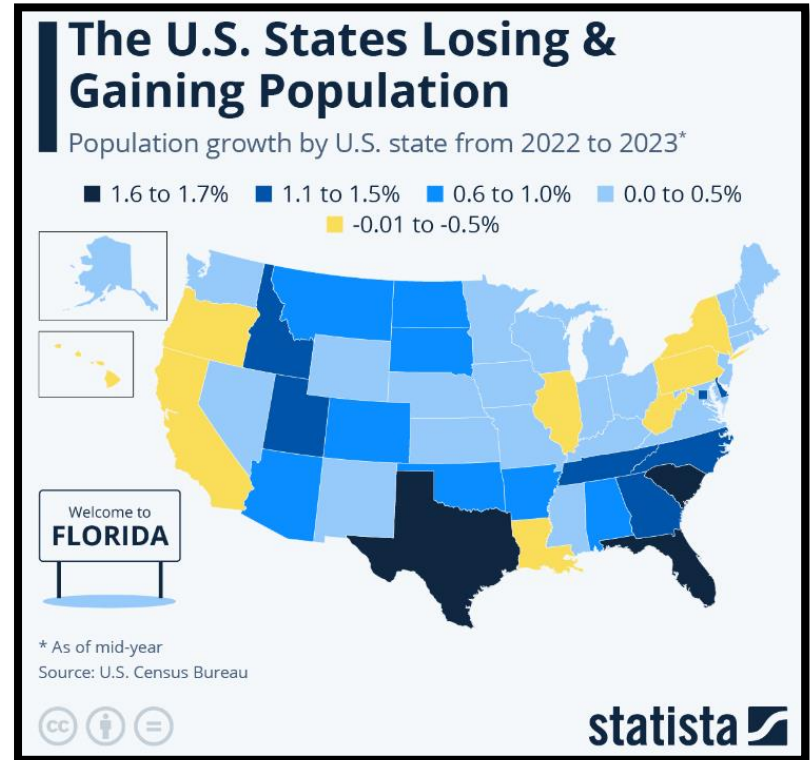 The U.S. States Losing &
Gaining Population
Population growth by U.S. state from 2022 to 2023*
1.6 to 1.7% 1.1 to 1.5% 0.6 to 1.0% 0.0 to 0.5%
-0.01 to -0.5%
Welcome to
FLORIDA
* As of mid-year
Source: U.S. Census Bureau
cc
statista